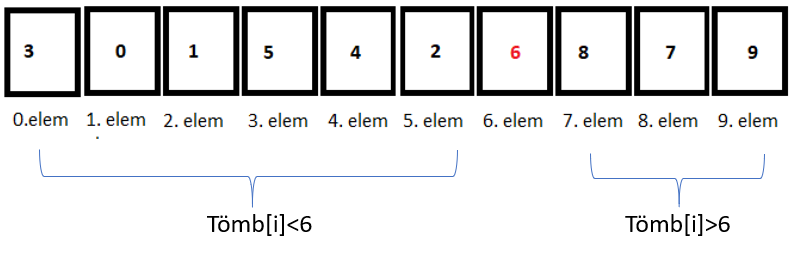 3 0 1 5 4 2 6 8 7 9
0.elem 1. elem 2. elem 3. elem 4. elem 5. elem 6. elem 7. elem 8. elem 9. elem
Tömb[i]<6 Tömb[i]>6